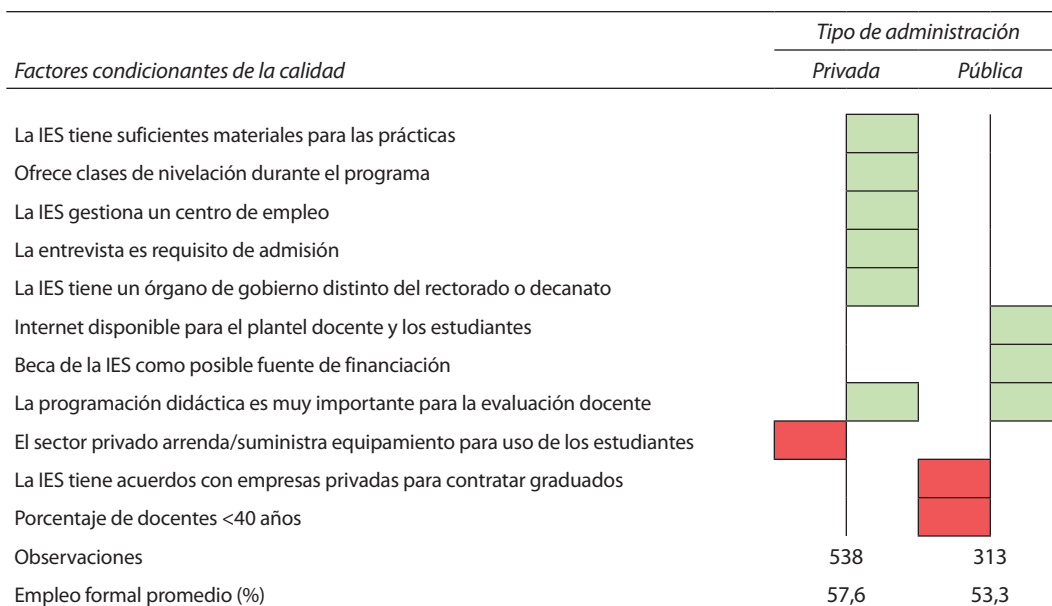 Tipo de administración
Factores condicionantes de la calidad Privada Pública
La IES tiene suficientes materiales para las prácticas
Ofrece clases de nivelación durante el programa
La IES gestiona un centro de empleo
La entrevista es requisito de admisión
La IES tiene un órgano de gobierno distinto del rectorado o decanato
Internet disponible para el plantel docente y los estudiantes
Beca de la IES como posible fuente de financiación
La programación didáctica es muy importante para la evaluación docente
El sector privado arrenda/suministra equipamiento para uso de los estudiantes
La IES tiene acuerdos con empresas privadas para contratar graduados
Porcentaje de docentes <40 años
Observaciones 538 313
Empleo formal promedio (%) 57,6 53,3